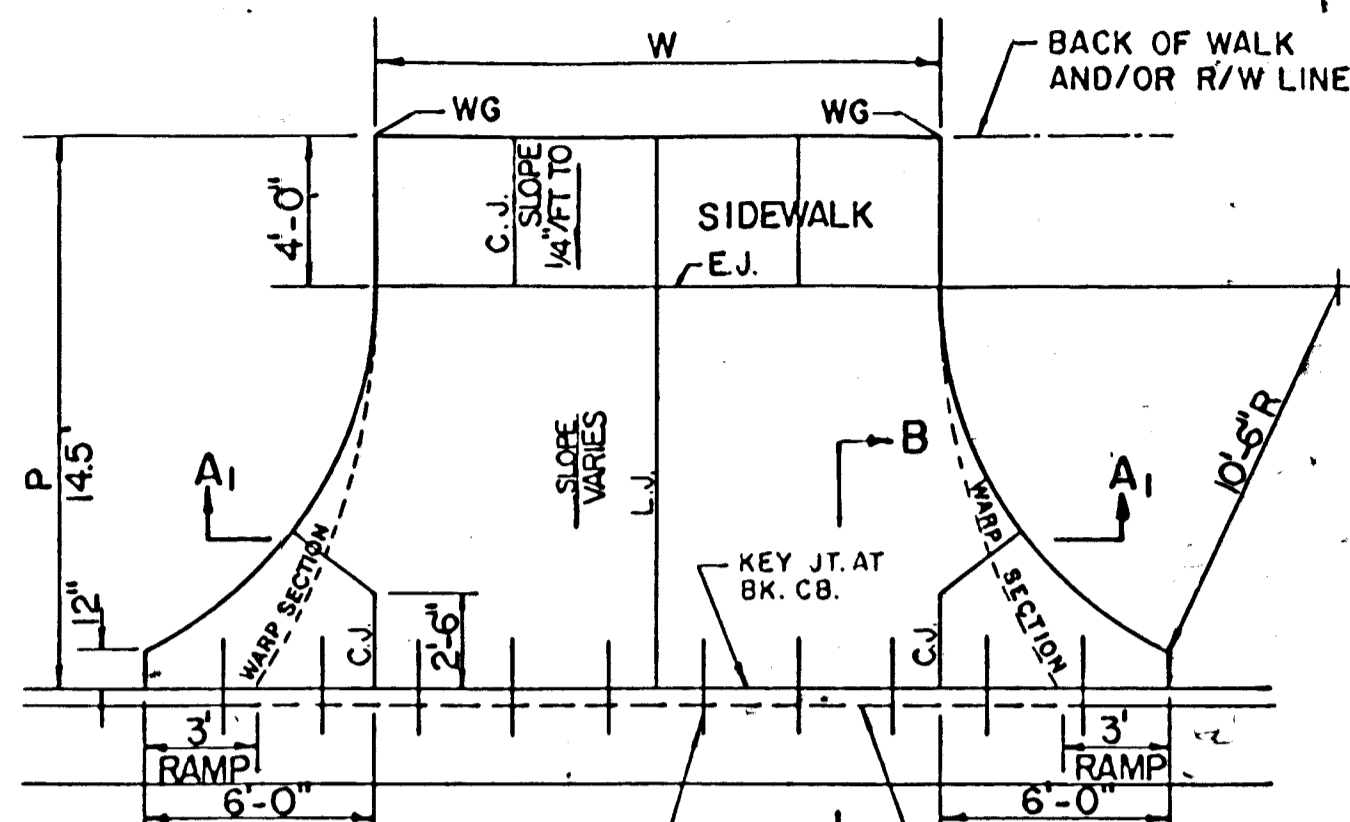 W
BACK OF WALK
AND/OR R/W LINE
WG
WG
4'-0"
C.J.
SLOPE
1/4"/FT TO
SIDEWALK
E.J.
P
14.5'
A1
SLOPE
VARIES
L.J.
B
A1
10'-6" R
WARP SECTION
WARP
SECTION
KEY JT. AT
BK. CB.
12"
C.J.
2'-6"
C.J.
3'
RAMP
6'-0"
3'
RAMP
6'-0"